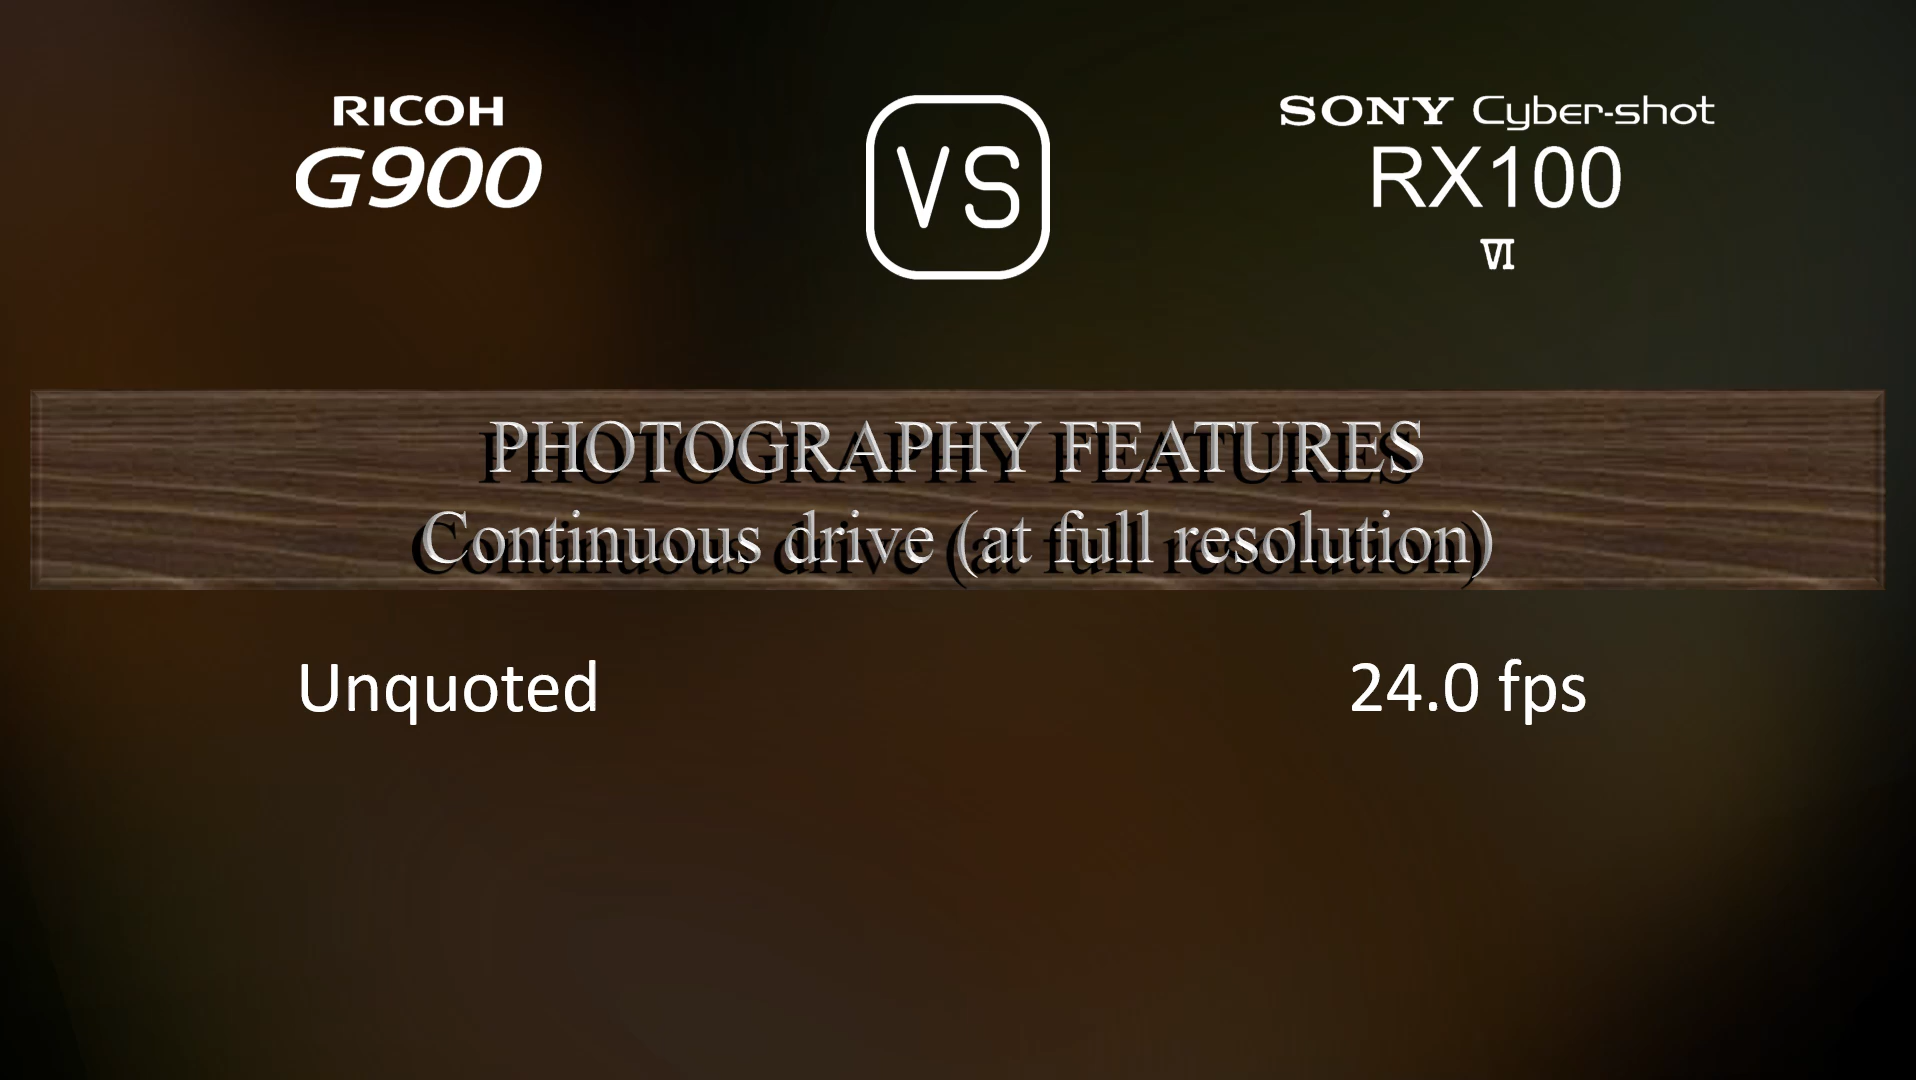 RICOH
G900
VS
SONY Cyber-shot
RX100
VI
PHOTOGRAPHY FEATURES
Continuous drive (at full resolution)
Unquoted
24.0 fps